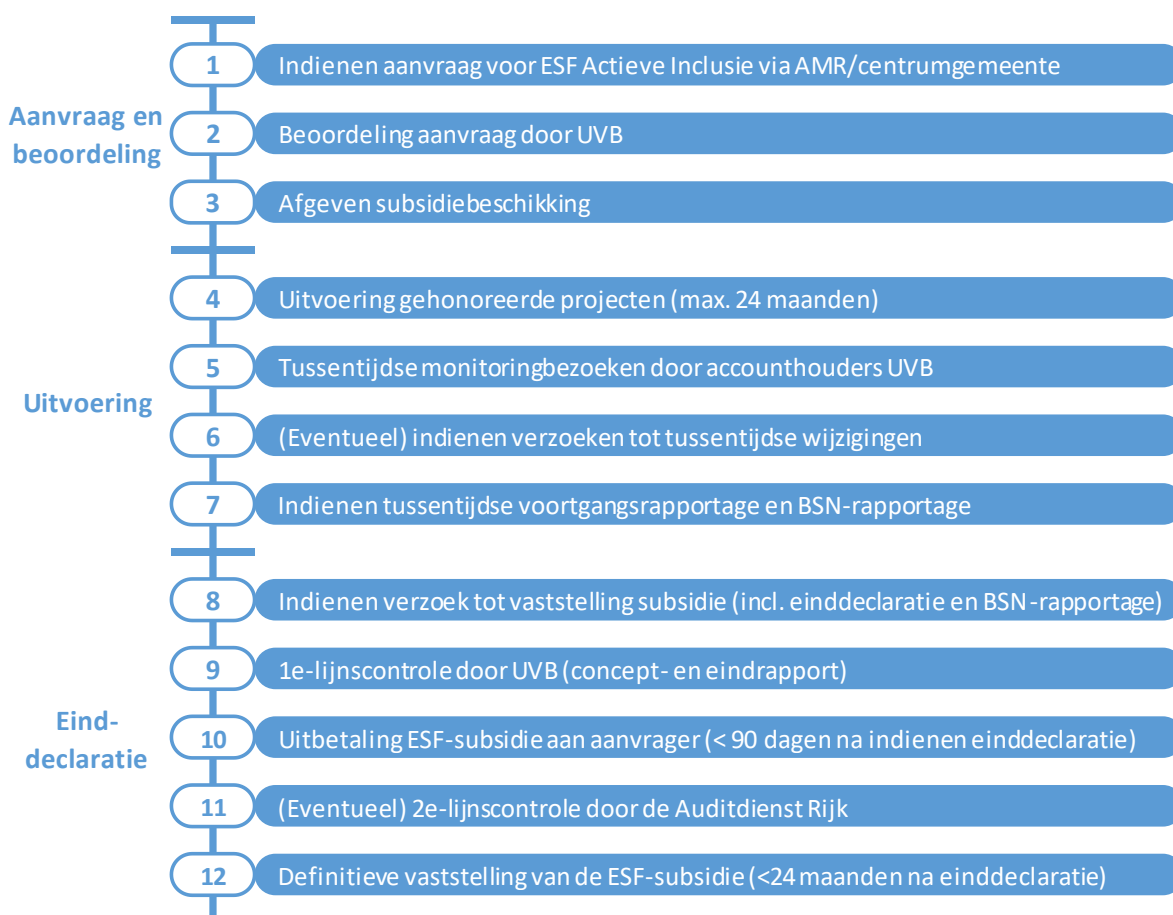 Aanvraag en
beoordeling
1
Indienen aanvraag voor ESF Actieve Inclusie via AMR/centrumgemeente
2
Beoordeling aanvraag door UVB
3
Afgeven subsidiebeschikking
Uitvoering
4
Uitvoering gehonoreerde projecten (max. 24 maanden)
5
Tussentijdse monitoringbezoeken door accounthouders UVB
6
(Eventueel) indienen verzoeken tot tussentijdse wijzigingen
7
Indienen tussentijdse voortgangsrapportage en BSN-rapportage
Eind-
declaratie
8
Indienen verzoek tot vaststelling subsidie (incl. einddeclaratie en BSN-rapportage)
9
1e-lijnscontrole door UVB (concept- en eindrapport)
10
Uitbetaling ESF-subsidie aan aanvrager (< 90 dagen na indienen einddeclaratie)
11
(Eventueel) 2e-lijnscontrole door de Auditdienst Rijk
12
Definitieve vaststelling van de ESF-subsidie (<24 maanden na einddeclaratie)